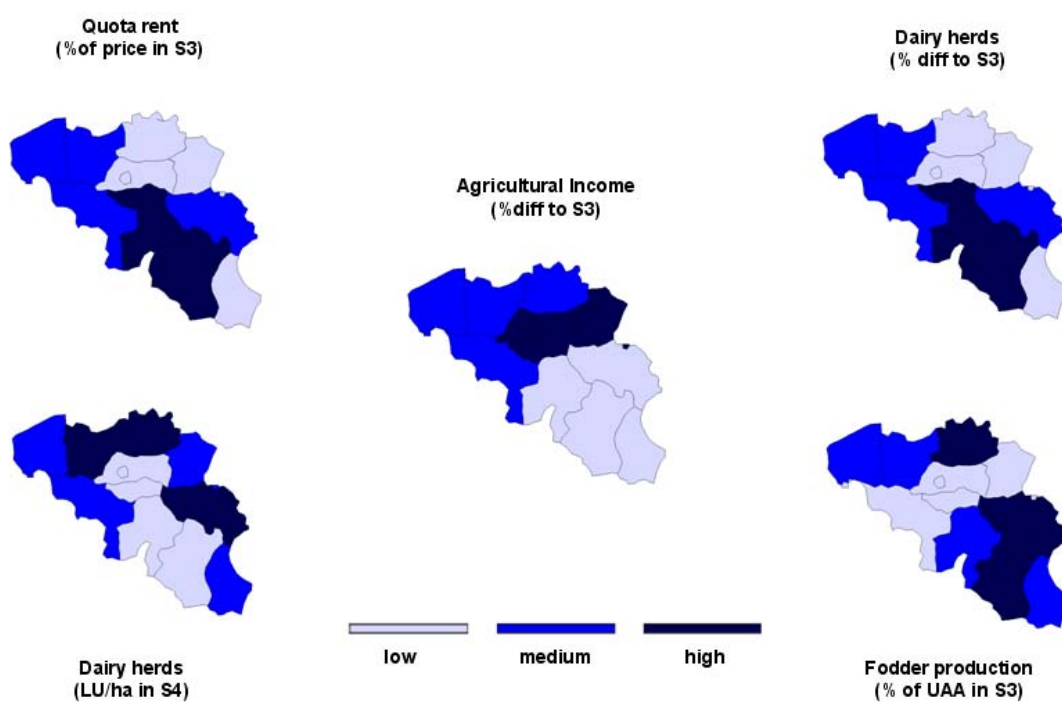 Quota rent
(%of price in S3)
Dairy herds
(% diff to S3)
Agricultural Income
(%diff to S3)
low
medium
high
Dairy herds
(LU/ha in S4)
Fodder production
(% of UAA in S3)